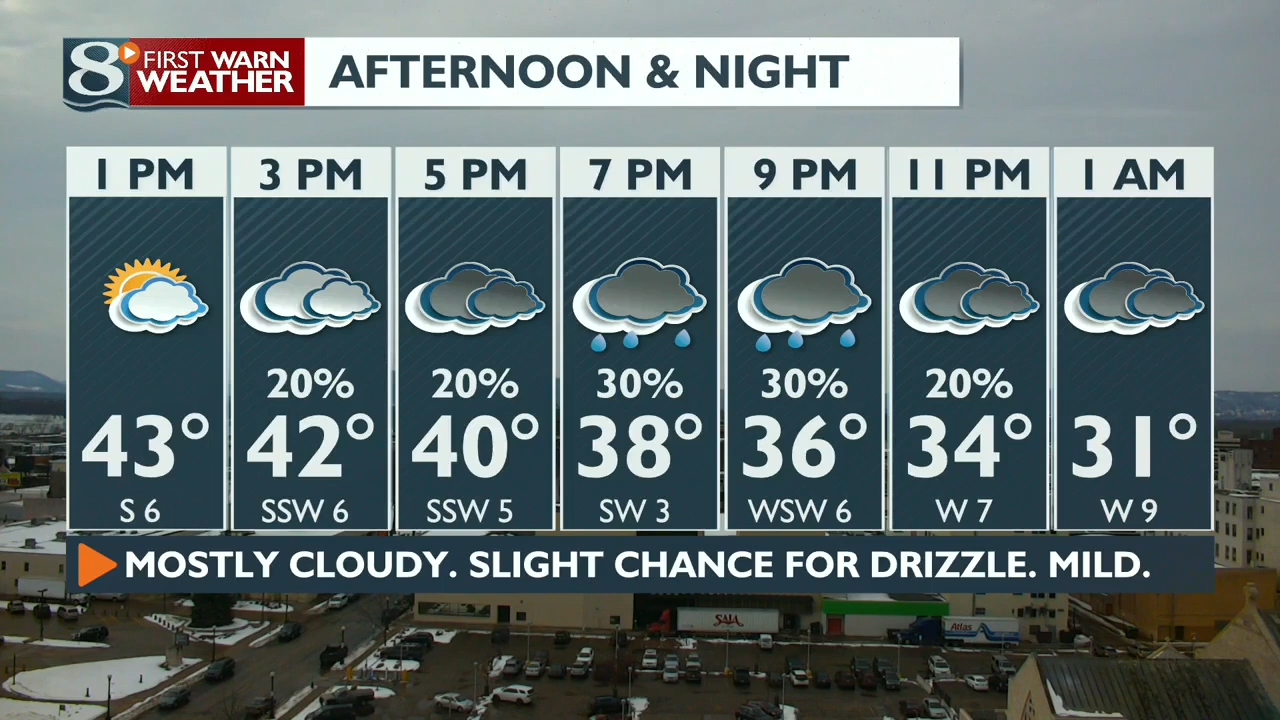 8 FIRST WARN
WEATHER
AFTERNOON & NIGHT
1 PM 3 PM 5 PM 7 PM 9 PM 11 PM 1 AM
20% 20% 30% 30% 20%
43° 42° 40° 38° 36° 34° 31°
S 6 SSW 6 SSW 5 SW 3 WSW 6 W 7 W 9
MOSTLY CLOUDY. SLIGHT CHANCE FOR DRIZZLE. MILD.
SAIA
Atlas